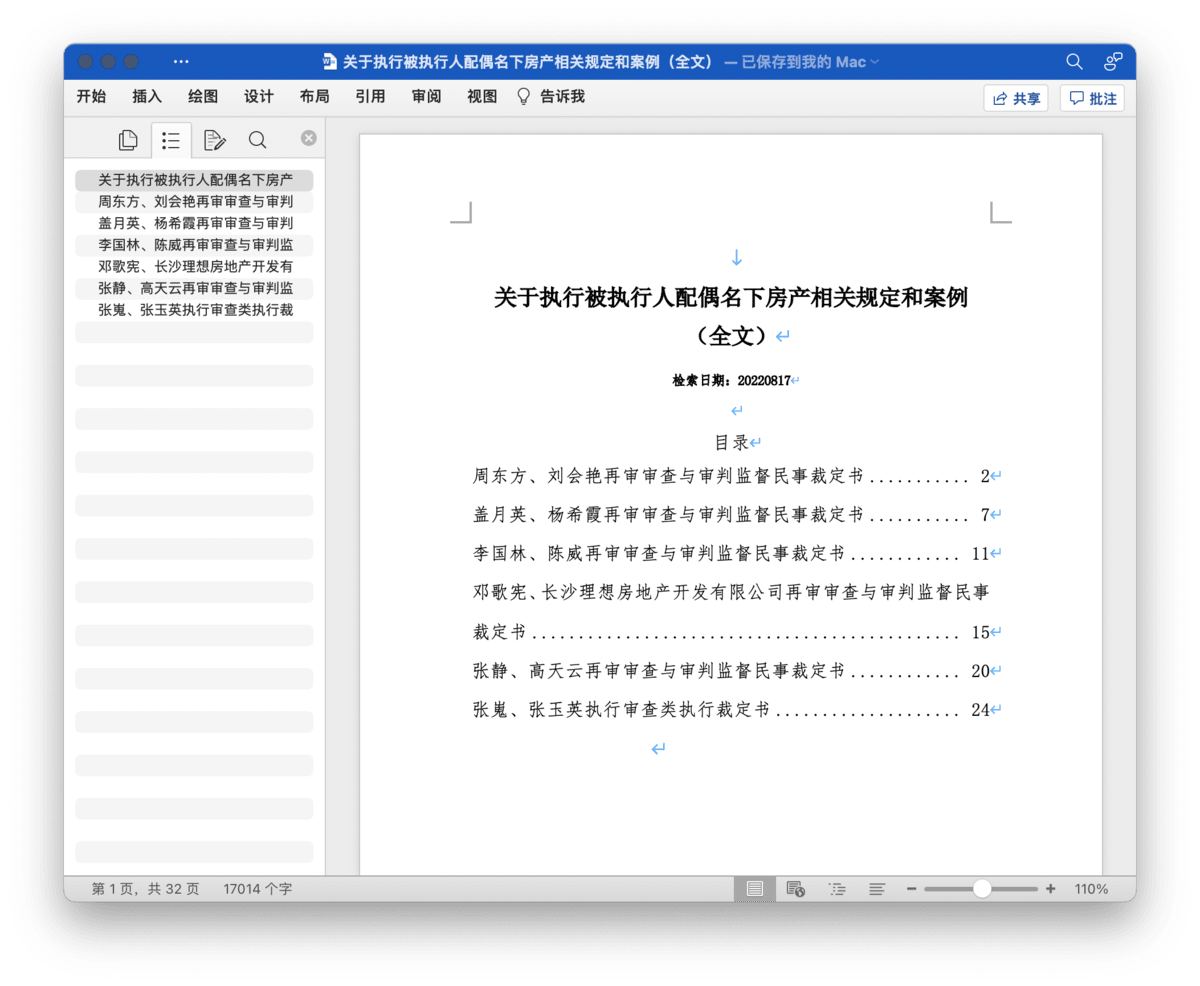 关于执行被执行人配偶名下房产相关规定和案例（全文） — 已保存到我的 Mac
开始 插入 绘图 设计 布局 引用 审阅 视图 告诉我 共享 批注
关于执行被执行人配偶名下房产
周东方、刘会艳再审审查与审判
盖月英、杨希霞再审审查与审判
李国林、陈威再审审查与审判监
邓歌宪、长沙理想房地产开发有
张静、高天云再审审查与审判监
张嵬、张玉英执行审查类执行裁
关于执行被执行人配偶名下房产相关规定和案例
（全文）
检索日期：20220817
目录
周东方、刘会艳再审审查与审判监督民事裁定书........... 2
盖月英、杨希霞再审审查与审判监督民事裁定书........... 7
李国林、陈威再审审查与审判监督民事裁定书............ 11
邓歌宪、长沙理想房地产开发有限公司再审审查与审判监督民事
裁定书.............................................. 15
张静、高天云再审审查与审判监督民事裁定书............ 20
张嵬、张玉英执行审查类执行裁定书.................... 24
第 1 页，共 32 页 17014 个字 110%